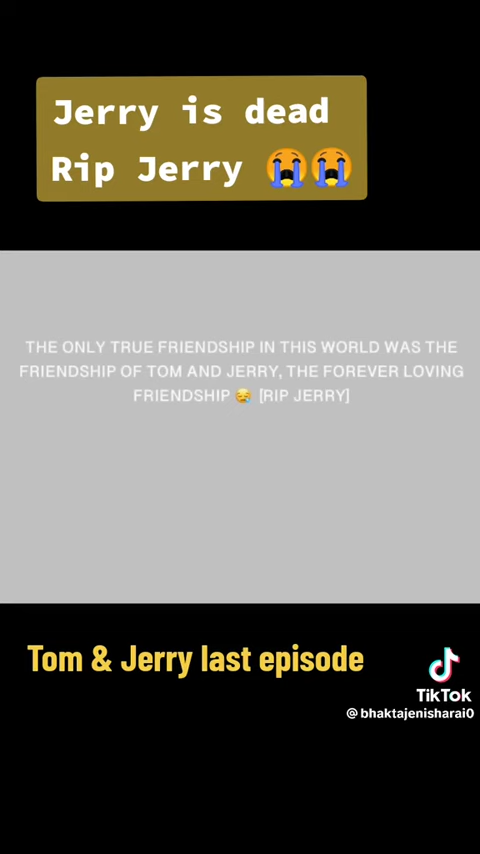 Jerry is dead
Rip Jerry 😭😭
THE ONLY TRUE FRIENDSHIP IN THIS WORLD WAS THE
FRIENDSHIP OF TOM AND JERRY, THE FOREVER LOVING
FRIENDSHIP 😪 [RIP JERRY]
Tom & Jerry last episode
TikTok
@bhaktajenisharai0